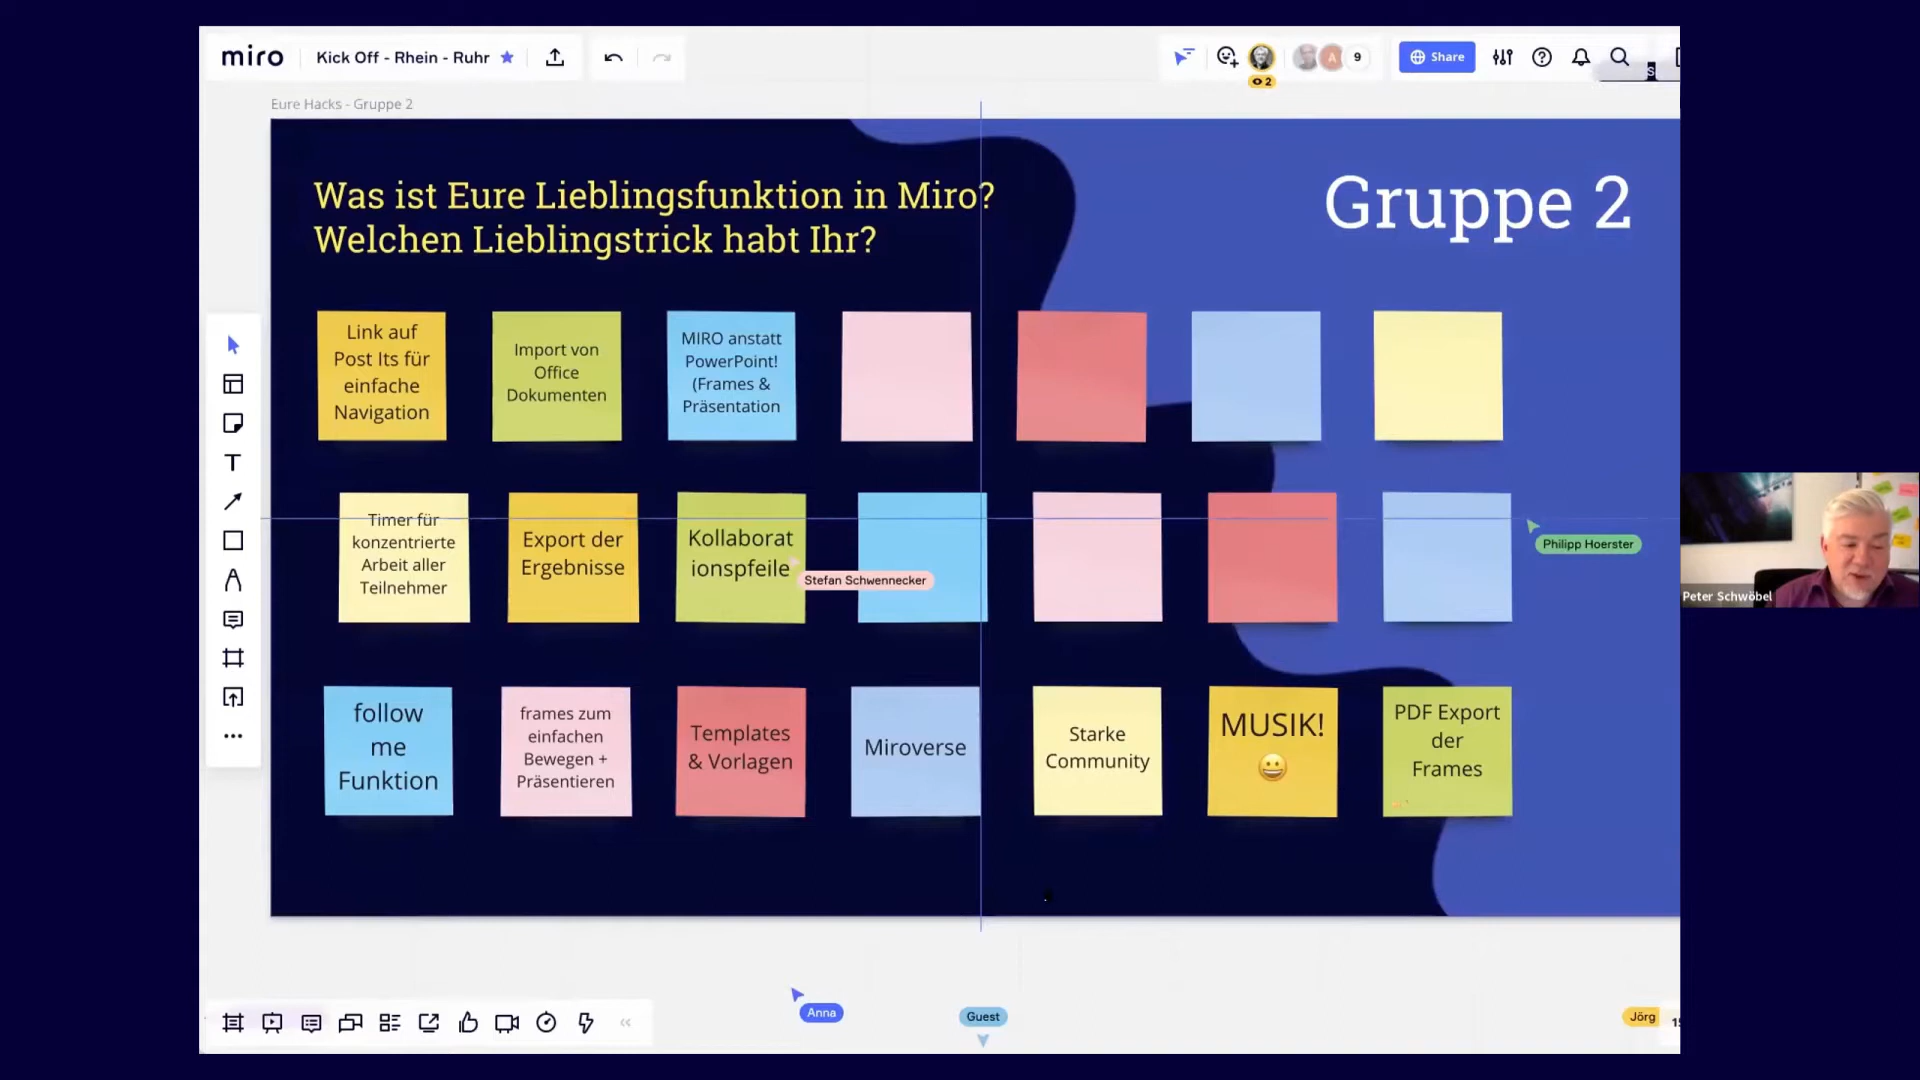 miro
Kick Off - Rhein - Ruhr
2
A
9
Share
Eure Hacks - Gruppe 2
Was ist Eure Lieblingsfunktion in Miro?
Welchen Lieblingstrick habt Ihr?
Gruppe 2
Link auf
Post Its für
einfache
Navigation
Import von
Office
Dokumenten
MIRO anstatt
PowerPoint!
(Frames &
Präsentation
Timer für
konzentrierte
Arbeit aller
Teilnehmer
Export der
Ergebnisse
Kollaborat
ionspfeile
Stefan Schwennecker
Philipp Hoerster
Peter Schwöbel
follow
me
Funktion
frames zum
einfachen
Bewegen +
Präsentieren
Templates
& Vorlagen
Miroverse
Starke
Community
MUSIK!
😀
PDF Export
der
Frames
Anna
Guest
Jörg